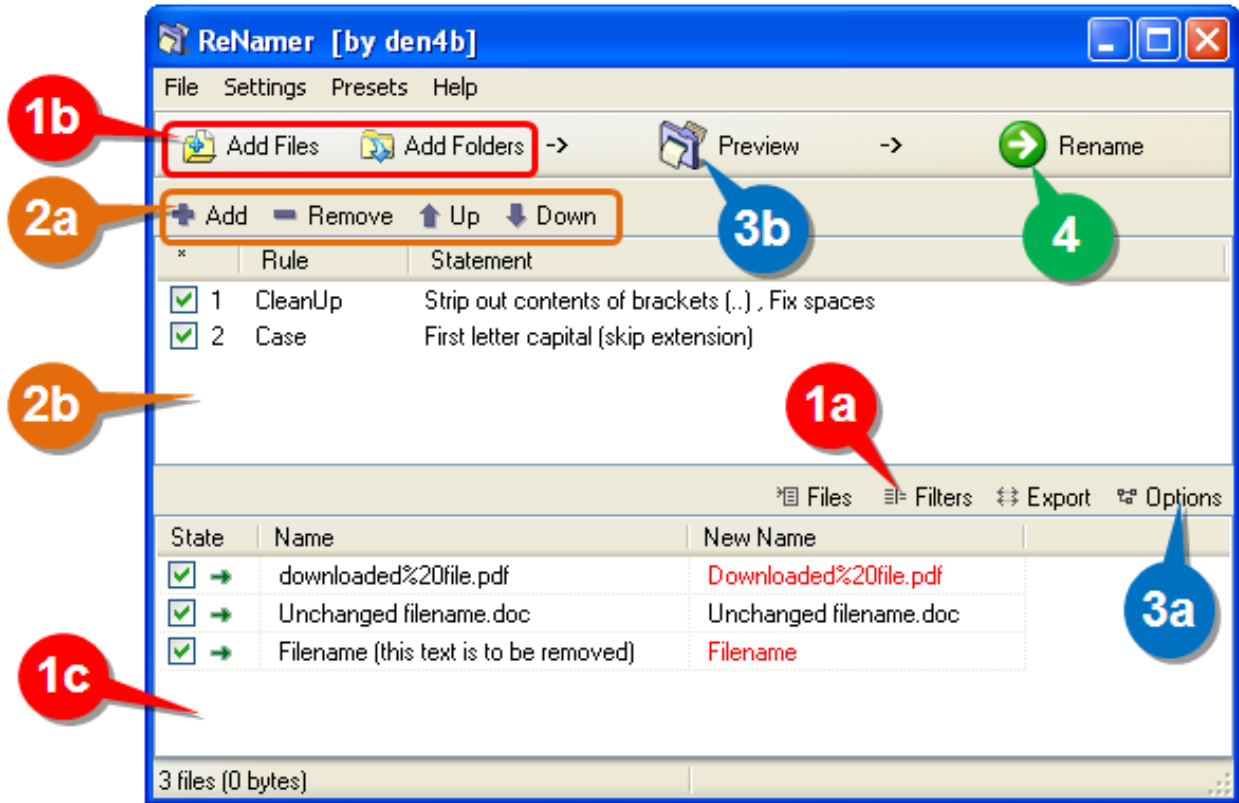 ReNamer [by den4b]
File Settings Presets Help
1b
Add Files Add Folders -> Preview -> Rename
2a
Add Remove Up Down
3b
4
* Rule Statement
1 CleanUp Strip out contents of brackets (..) , Fix spaces
2 Case First letter capital (skip extension)
2b
1a
Files Filters Export Options
State Name New Name
downloaded%20file.pdf Downloaded%20file.pdf
Unchanged filename.doc Unchanged filename.doc
3a
Filename (this text is to be removed) Filename
1c
3 files (0 bytes)